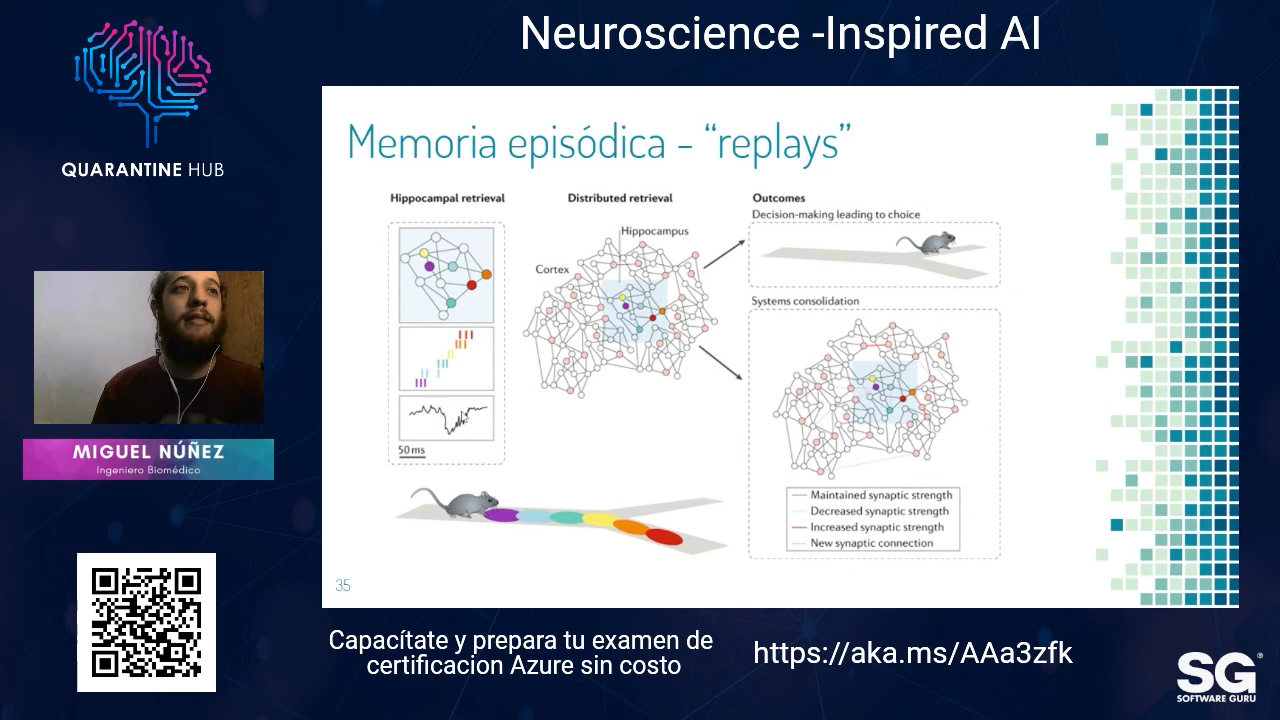 Neuroscience -Inspired AI
QUARANTINE HUB
Memoria episódica - “replays”
Hippocampal retrieval
Distributed retrieval
Outcomes
Decision-making leading to choice
Hippocampus
Cortex
Systems consolidation
50 ms
Maintained synaptic strength
Decreased synaptic strength
Increased synaptic strength
New synaptic connection
35
MIGUEL NÚÑEZ
Ingeniero Biomédico
Capacítate y prepara tu examen de
certificacion Azure sin costo
https://aka.ms/AAa3zfk
SG®
SOFTWARE GURU